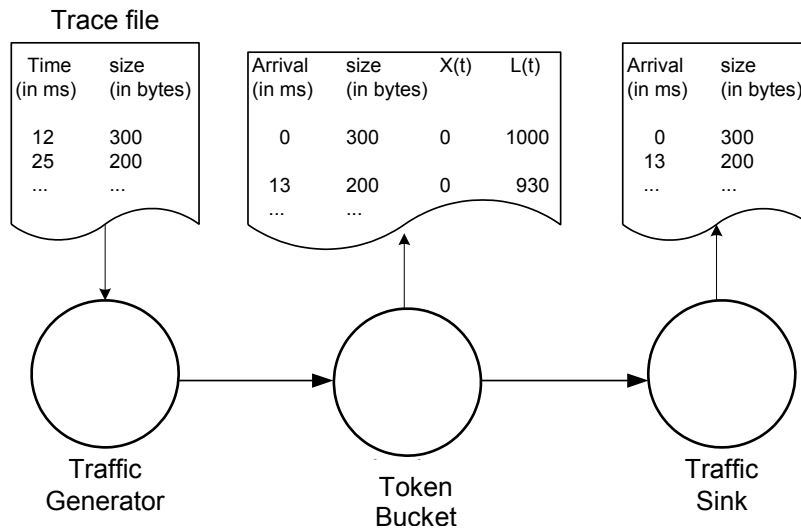 Trace file
Time size
(in ms) (in bytes)
12 300
25 200
... ...
Arrival size X(t) L(t)
(in ms) (in bytes)
0 300 0 1000
13 200 0 930
... ...
Arrival size
(in ms) (in bytes)
0 300
13 200
... ...
Traffic
Generator
Token
Bucket
Traffic
Sink